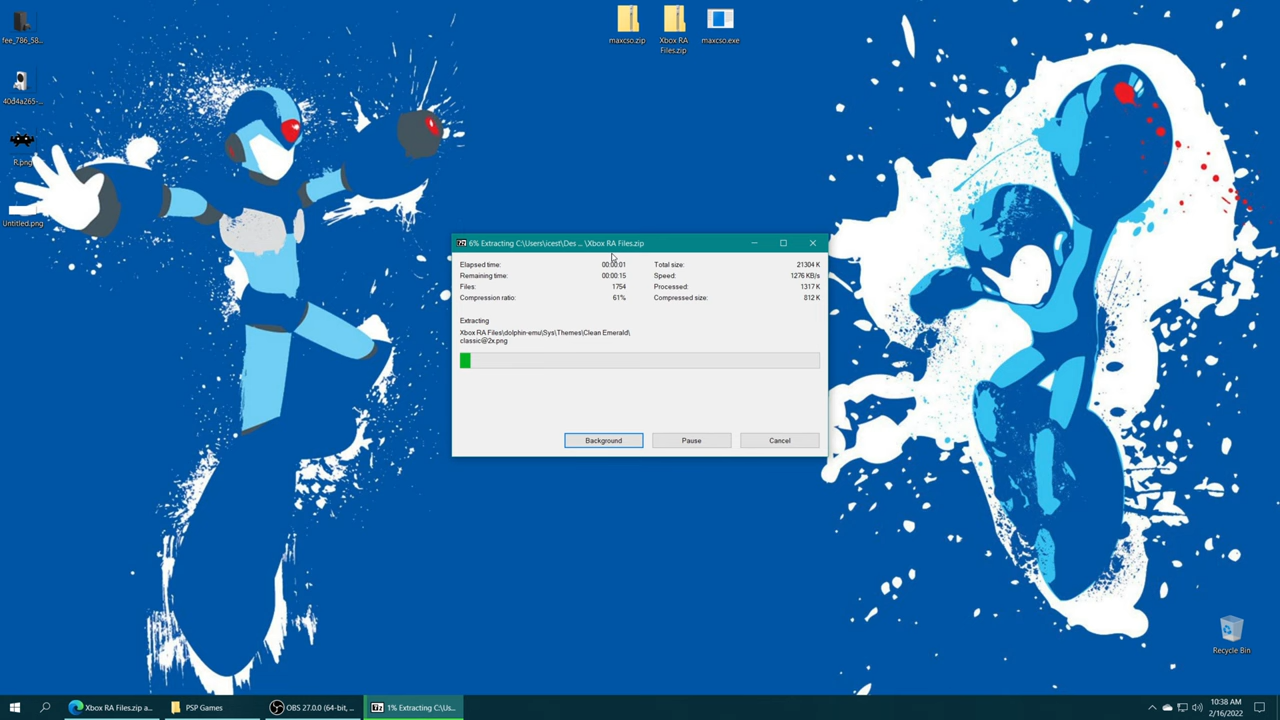 fee_786_58...
40d4a265-...
R.png
Untitled.png
maxcso.zip
Xbox RA
Files.zip
maxcso.exe
6% Extracting C:\Users\icest\Des ... \Xbox RA Files.zip
Elapsed time: 00:00:01 Total size: 21304 K
Remaining time: 00:00:15 Speed: 1276 KB/s
Files: 1754 Processed: 1317 K
Compression ratio: 61% Compressed size: 812 K
Extracting
Xbox RA Files\dolphin-emu\Sys\Themes\Clean Emerald\
classic@2x.png
Background Pause Cancel
Recycle Bin
Xbox RA Files.zip a...
PSP Games
OBS 27.0.0 (64-bit, ...
1% Extracting C:\Us...
10:38 AM
2/16/2022